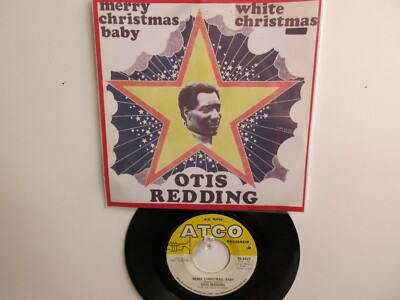 merry
christmas
baby
white
christmas
OTIS
REDDING
45 RPM
ATCO
RECORDS
MERRY CHRISTMAS, BABY
OTIS REDDING